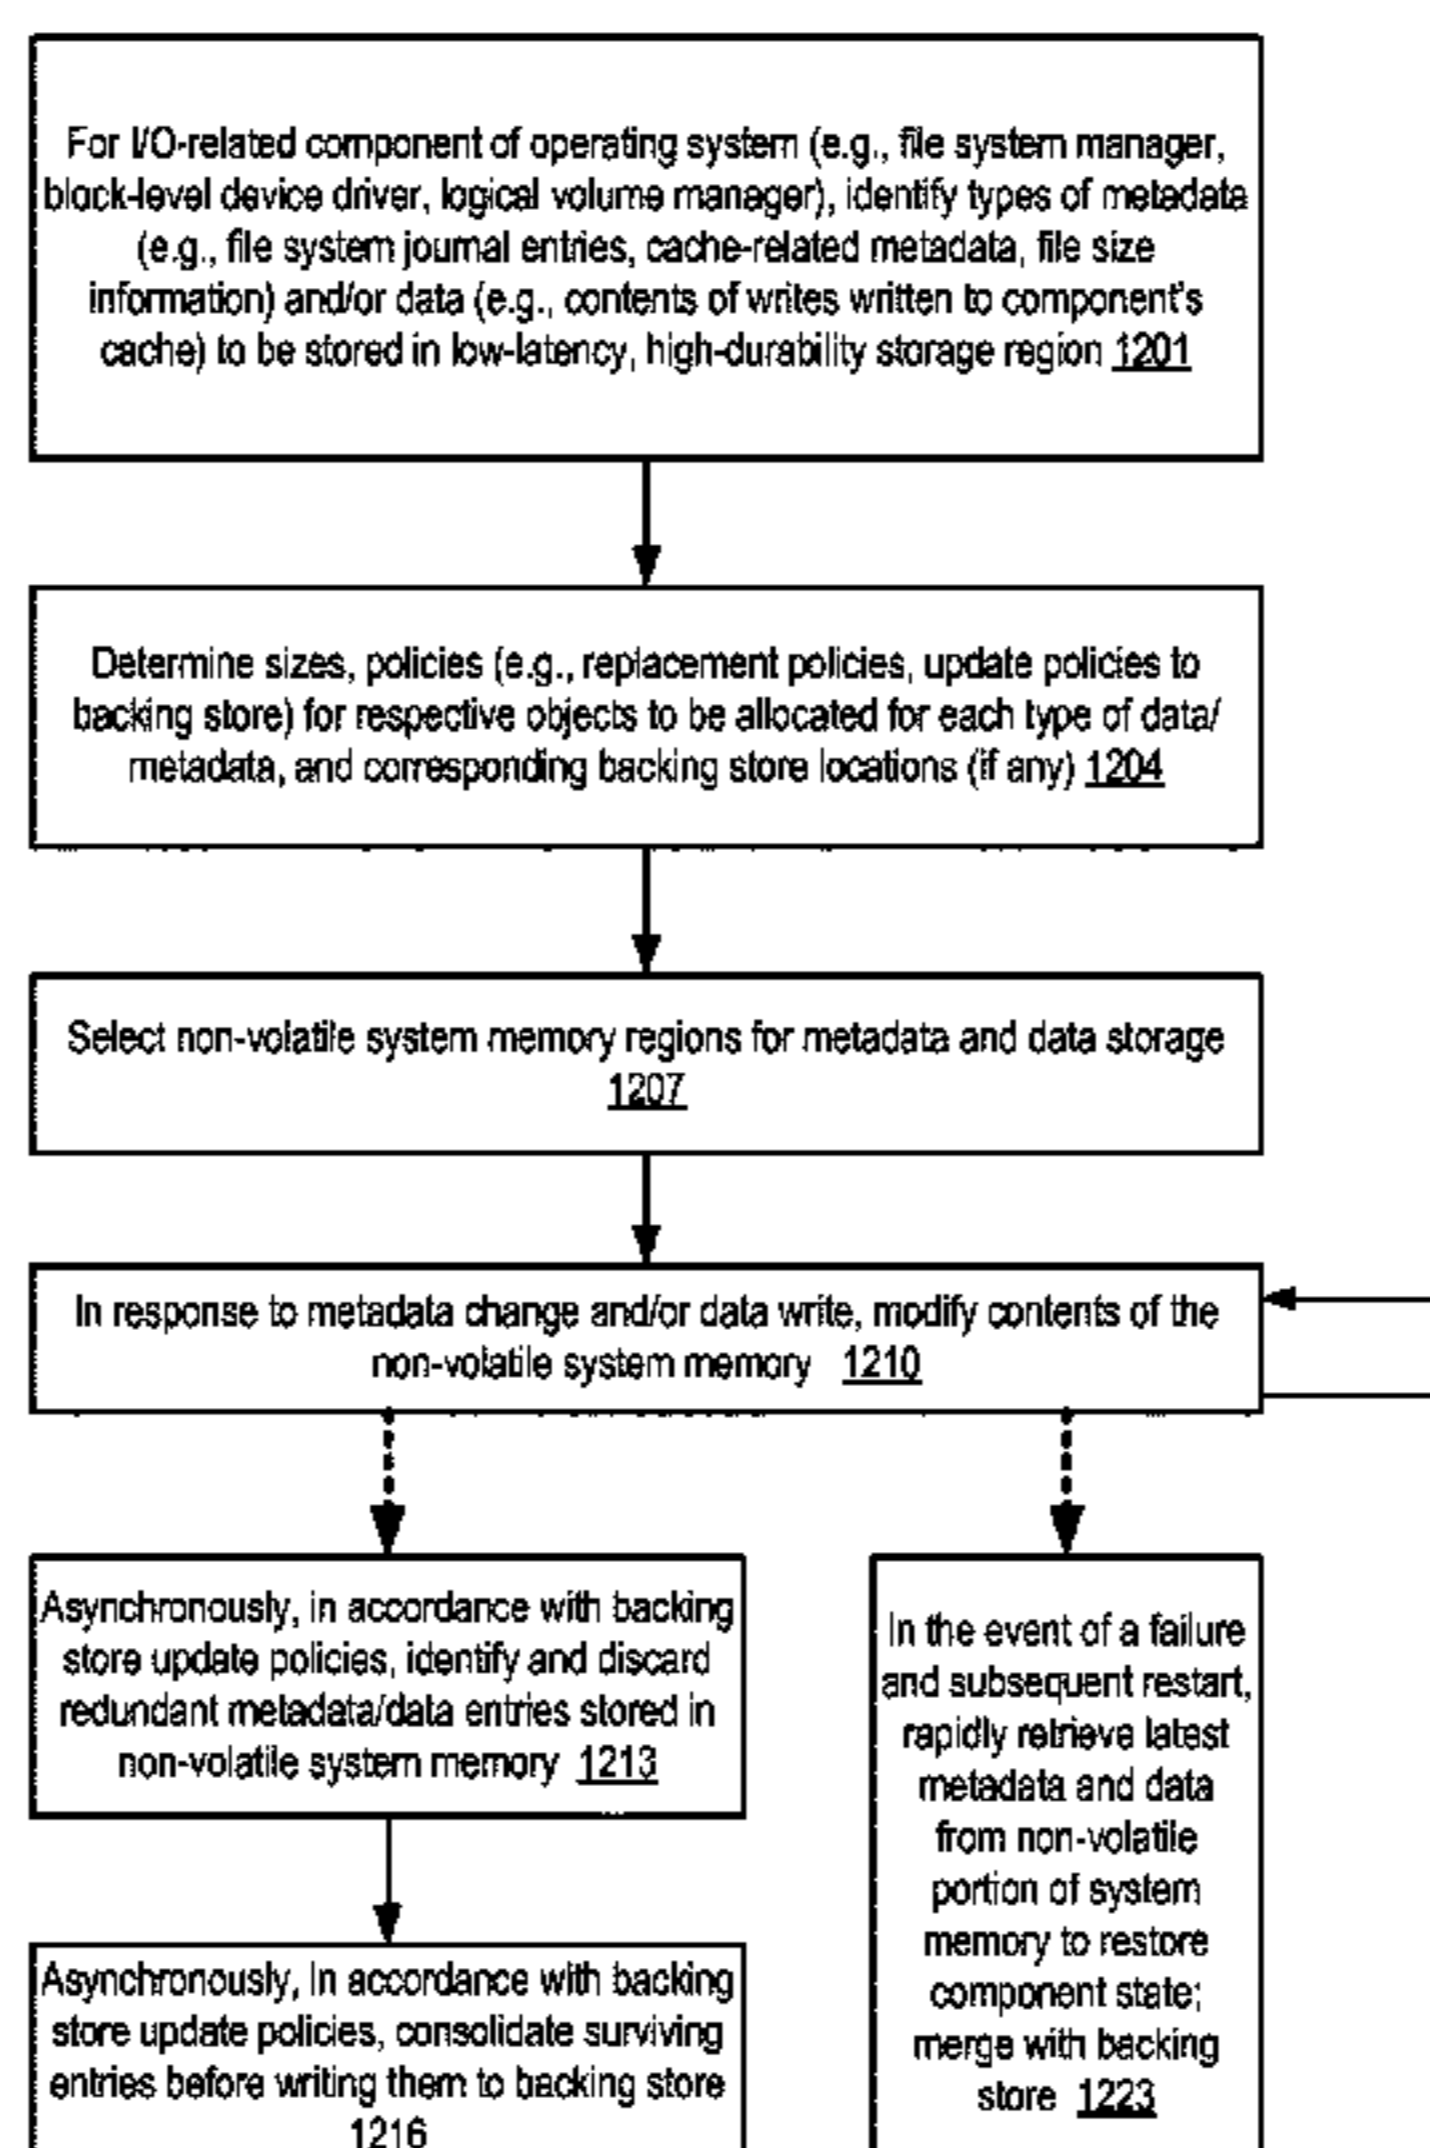 For I/O-related component of operating system (e.g., file system manager,
block-level device driver, logical volume manager), identify types of metadata
(e.g., file system journal entries, cache-related metadata, file size
information) and/or data (e.g., contents of writes written to component's
cache) to be stored in low-latency, high-durability storage region 1201
Determine sizes, policies (e.g., replacement policies, update policies to
backing store) for respective objects to be allocated for each type of data/
metadata, and corresponding backing store locations (if any) 1204
Select non-volatile system memory regions for metadata and data storage
1207
In response to metadata change and/or data write, modify contents of the
non-volatile system memory 1210
Asynchronously, in accordance with backing
store update policies, identify and discard
redundant metadata/data entries stored in
non-volatile system memory 1213
Asynchronously, in accordance with backing
store update policies, consolidate surviving
entries before writing them to backing store
1216
In the event of a failure
and subsequent restart,
rapidly retrieve latest
metadata and data
from non-volatile
portion of system
memory to restore
component state;
merge with backing
store 1223